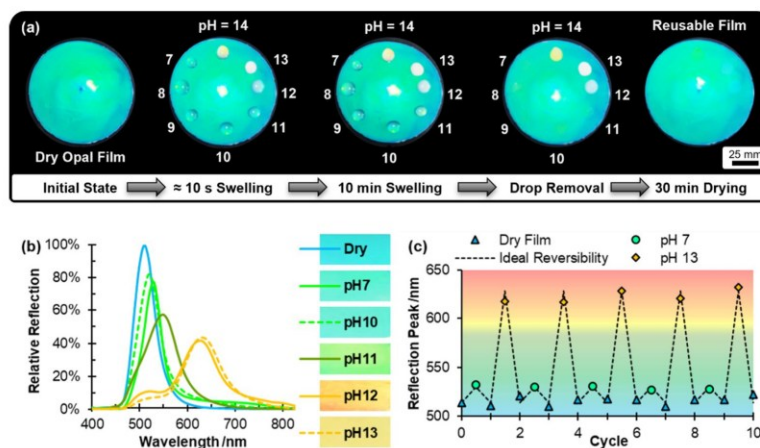 (a)
pH = 14
pH = 14
pH = 14
Reusable Film
7
13
7
13
7
13
8
12
8
12
8
12
9
11
9
11
9
11
Dry Opal Film
10
10
10
25 mm
Initial State
≈ 10 s Swelling
10 min Swelling
Drop Removal
30 min Drying
(b)
100%
80%
60%
40%
20%
0%
Relative Reflection
400 500 600 700 800
Wavelength /nm
Dry
pH7
pH10
pH11
pH12
pH13
(c)
Dry Film
pH 7
Ideal Reversibility
pH 13
650
600
550
500
Reflection Peak /nm
0 2 4 6 8 10
Cycle